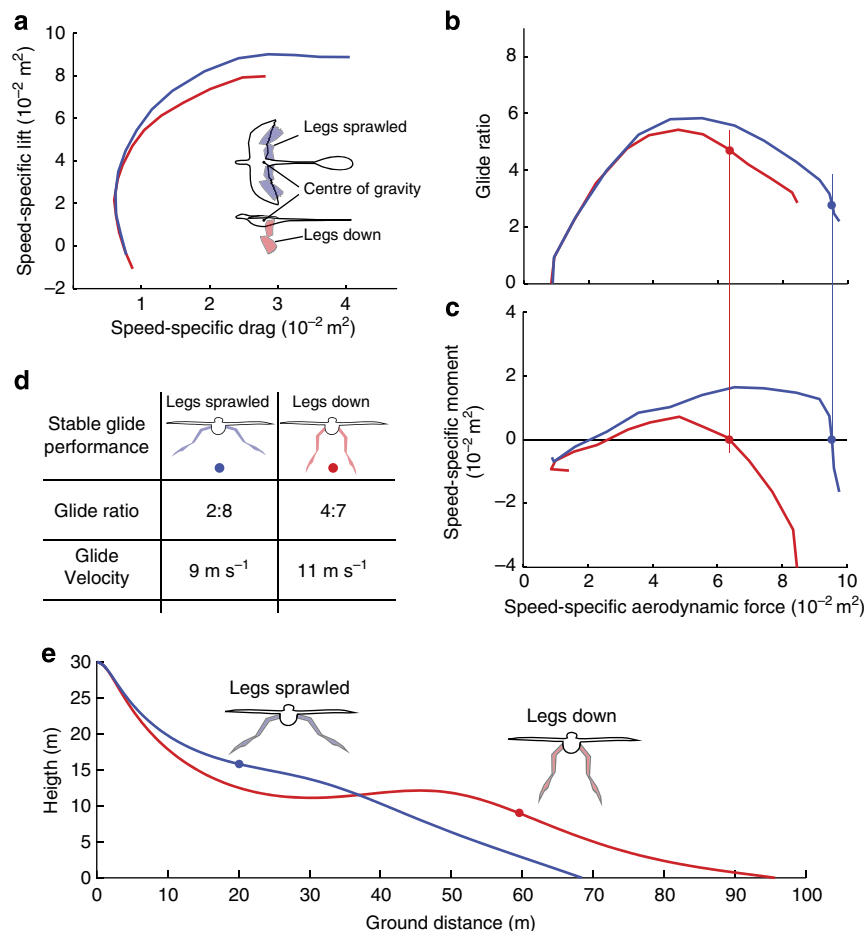 a
Speed-specific lift (10⁻² m²)
10
8
6
4
2
0
−2
1
2
3
4
Speed-specific drag (10⁻² m²)
Legs sprawled
Centre of gravity
Legs down
b
Glide ratio
8
6
4
2
0
2
4
6
8
10
c
Speed-specific moment
(10⁻² m²)
4
2
0
−2
−4
0
2
4
6
8
10
Speed-specific aerodynamic force (10⁻² m²)
d
Stable glide
performance
Legs sprawled
Legs down
Glide ratio
2:8
4:7
Glide
Velocity
9 m s⁻¹
11 m s⁻¹
e
Heigth (m)
30
25
20
15
10
5
0
0
10
20
30
40
50
60
70
80
90
100
Ground distance (m)
Legs sprawled
Legs down